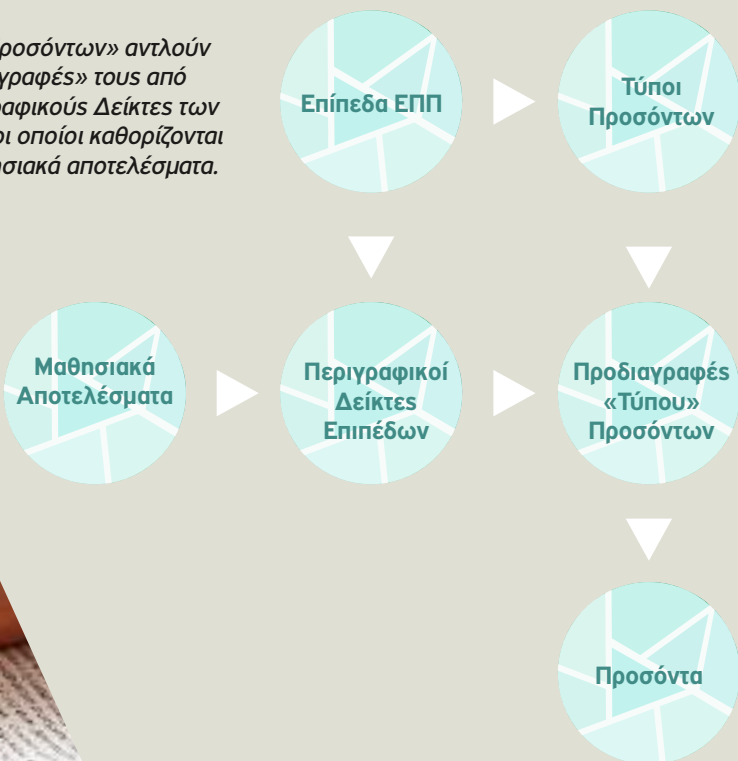 ροσόντων» αντλούν
γραφές» τους από
ραφικούς Δείκτες των
οι οποίοι καθορίζονται
ησιακά αποτελέσματα.
Επίπεδα ΕΠΠ
Τύποι
Προσόντων
Μαθησιακά
Αποτελέσματα
Περιγραφικοί
Δείκτες
Επιπέδων
Προδιαγραφές
«Τύπου»
Προσόντων
Προσόντα